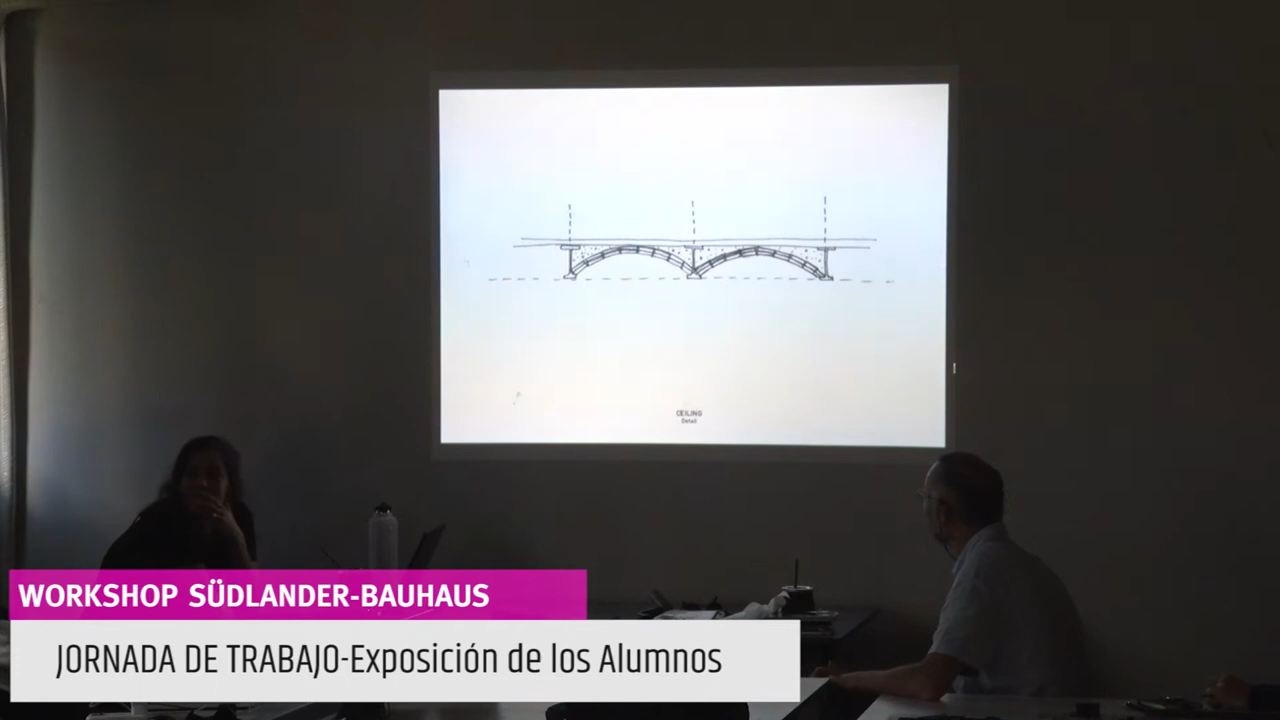 CEILING
Detail
WORKSHOP SÜDLANDER-BAUHAUS
JORNADA DE TRABAJO-Exposición de los Alumnos